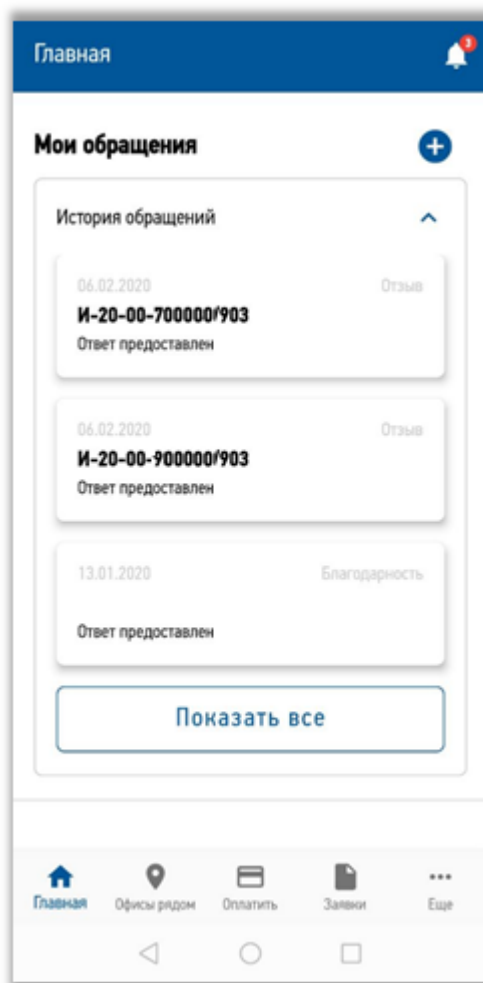 Главная
3
Мои обращения
История обращений
06.02.2020 Отзыв
И-20-00-700000/903
Ответ предоставлен
06.02.2020 Отзыв
И-20-00-900000/903
Ответ предоставлен
13.01.2020 Благодарность
Ответ предоставлен
Показать все
Главная Офисы рядом Оплатить Заявки Еще